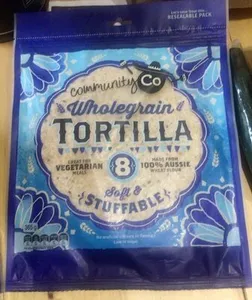 RESEALABLE PACK
community Co
Wholegrain
TORTILLA
GREAT FOR
VEGETARIAN
MEALS
8
MADE FROM
100% AUSSIE
WHEAT FLOUR
Soft &
STUFFABLE